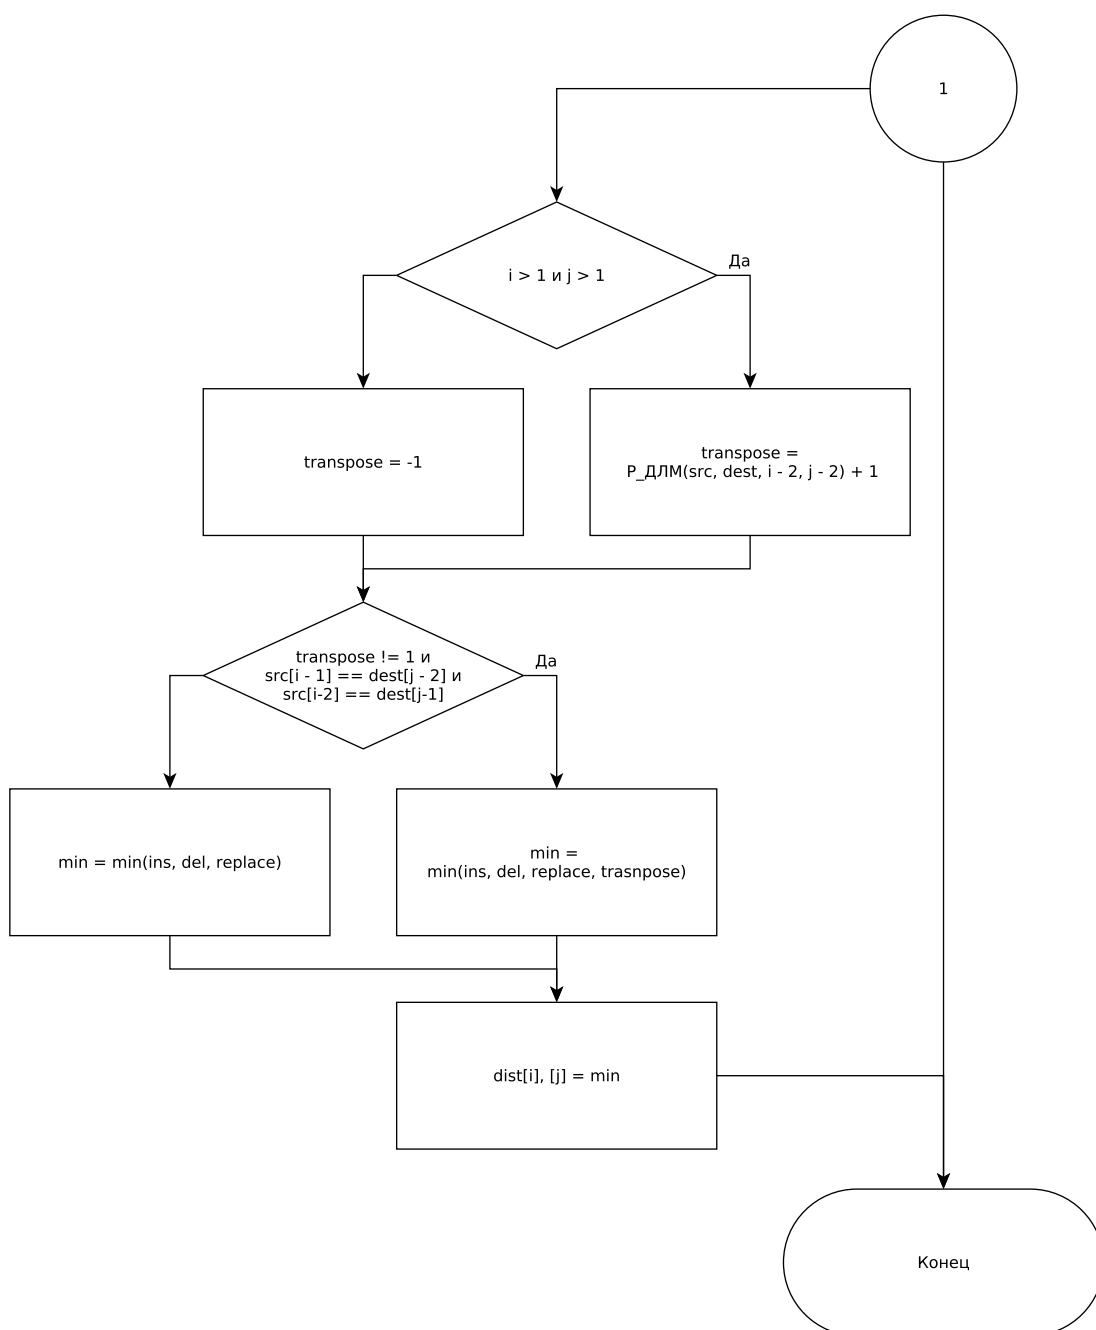 1
i > 1 и j > 1
Да
transpose = -1
transpose =
Р_ДЛМ(src, dest, i - 2, j - 2) + 1
transpose != 1 и
src[i - 1] == dest[j - 2] и
src[i-2] == dest[j-1]
Да
min = min(ins, del, replace)
min =
min(ins, del, replace, trasnpose)
dist[i], [j] = min
Конец